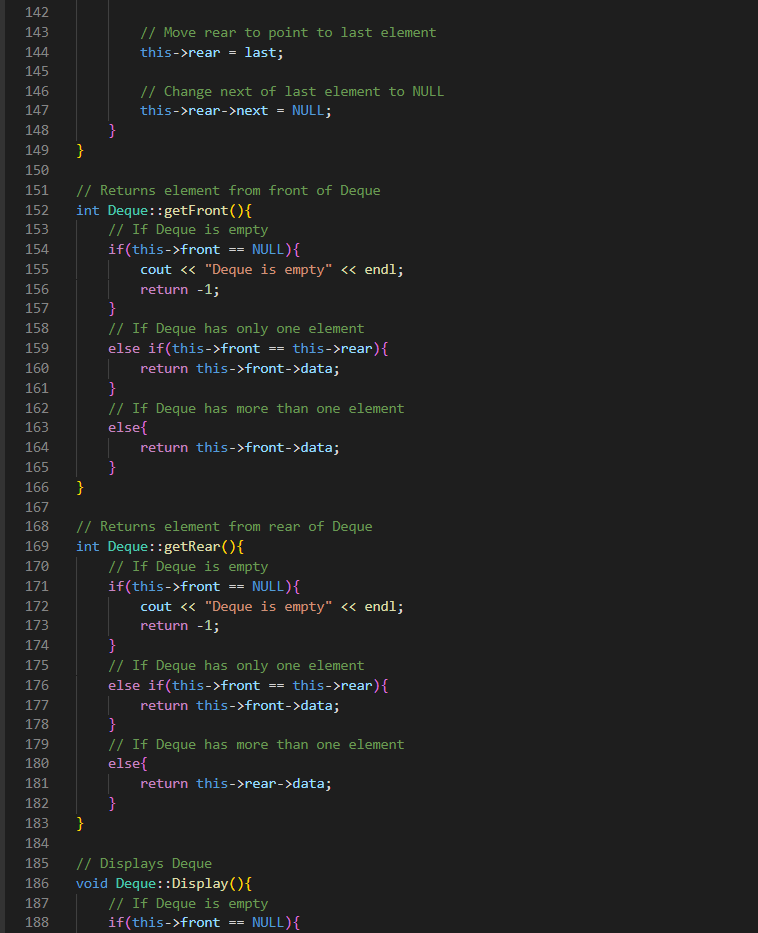 142
143 // Move rear to point to last element
144 this->rear = last;
145
146 // Change next of last element to NULL
147 this->rear->next = NULL;
148 }
149 }
150
151 // Returns element from front of Deque
152 int Deque::getFront(){
153 // If Deque is empty
154 if(this->front == NULL){
155 cout << "Deque is empty" << endl;
156 return -1;
157 }
158 // If Deque has only one element
159 else if(this->front == this->rear){
160 return this->front->data;
161 }
162 // If Deque has more than one element
163 else{
164 return this->front->data;
165 }
166 }
167
168 // Returns element from rear of Deque
169 int Deque::getRear(){
170 // If Deque is empty
171 if(this->front == NULL){
172 cout << "Deque is empty" << endl;
173 return -1;
174 }
175 // If Deque has only one element
176 else if(this->front == this->rear){
177 return this->front->data;
178 }
179 // If Deque has more than one element
180 else{
181 return this->rear->data;
182 }
183 }
184
185 // Displays Deque
186 void Deque::Display(){
187 // If Deque is empty
188 if(this->front == NULL){